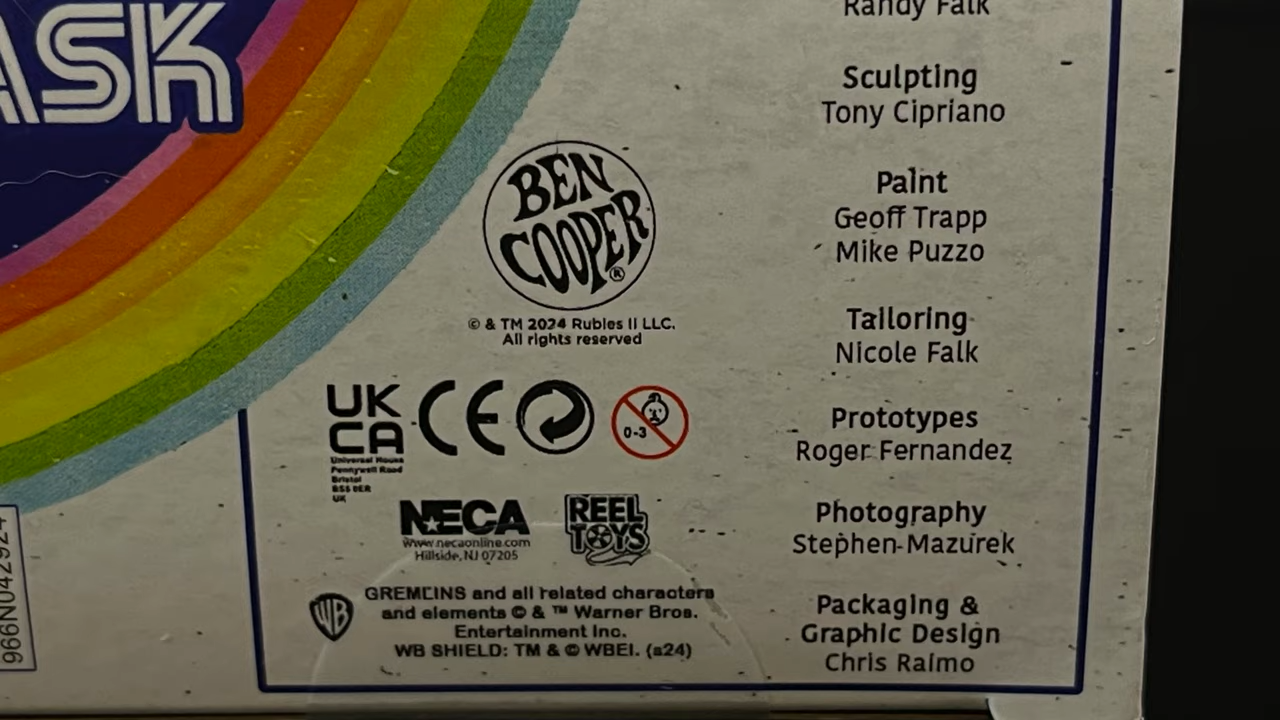 ASK
BEN
COOPER®
© & TM 2024 Rubies II LLC.
All rights reserved
UK
CA
Universal House
Pennywell Road
Bristol
BS5 0ER
UK
CE
0-3
NECA
www.necaonline.com
Hillside, NJ 07205
REEL
TOYS
WB
GREMLINS and all related characters
and elements © & ™ Warner Bros.
Entertainment Inc.
WB SHIELD: TM & © WBEI. (s24)
966N042924
Randy Falk
Sculpting
Tony Cipriano
Paint
Geoff Trapp
Mike Puzzo
Tailoring
Nicole Falk
Prototypes
Roger Fernandez
Photography
Stephen Mazurek
Packaging &
Graphic Design
Chris Raimo